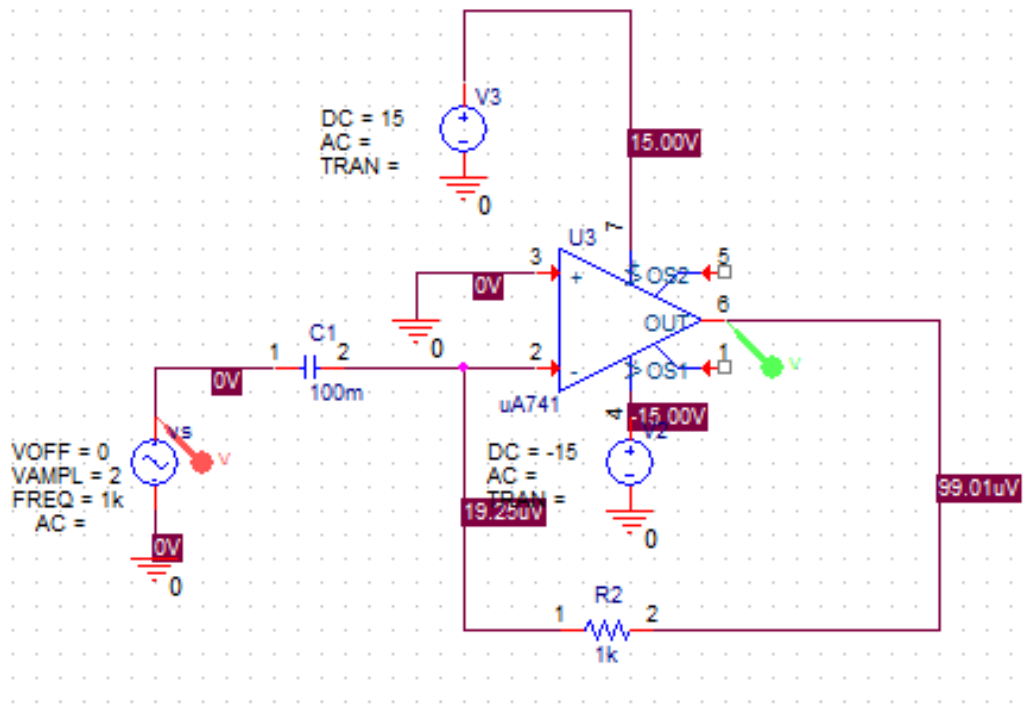 V3
DC = 15
AC =
TRAN =
0
15.00V
7
U3
3
+
0V
V+
OS2
5
6
OUT
0
C1
1
2
100m
2
-
V-
OS1
1
V
uA741
0V
4
-15.00V
V2
DC = -15
AC =
TRAN =
vs
V
VOFF = 0
VAMPL = 2
FREQ = 1k
AC =
19.25uV
99.01uV
0V
0
0
R2
1
2
1k